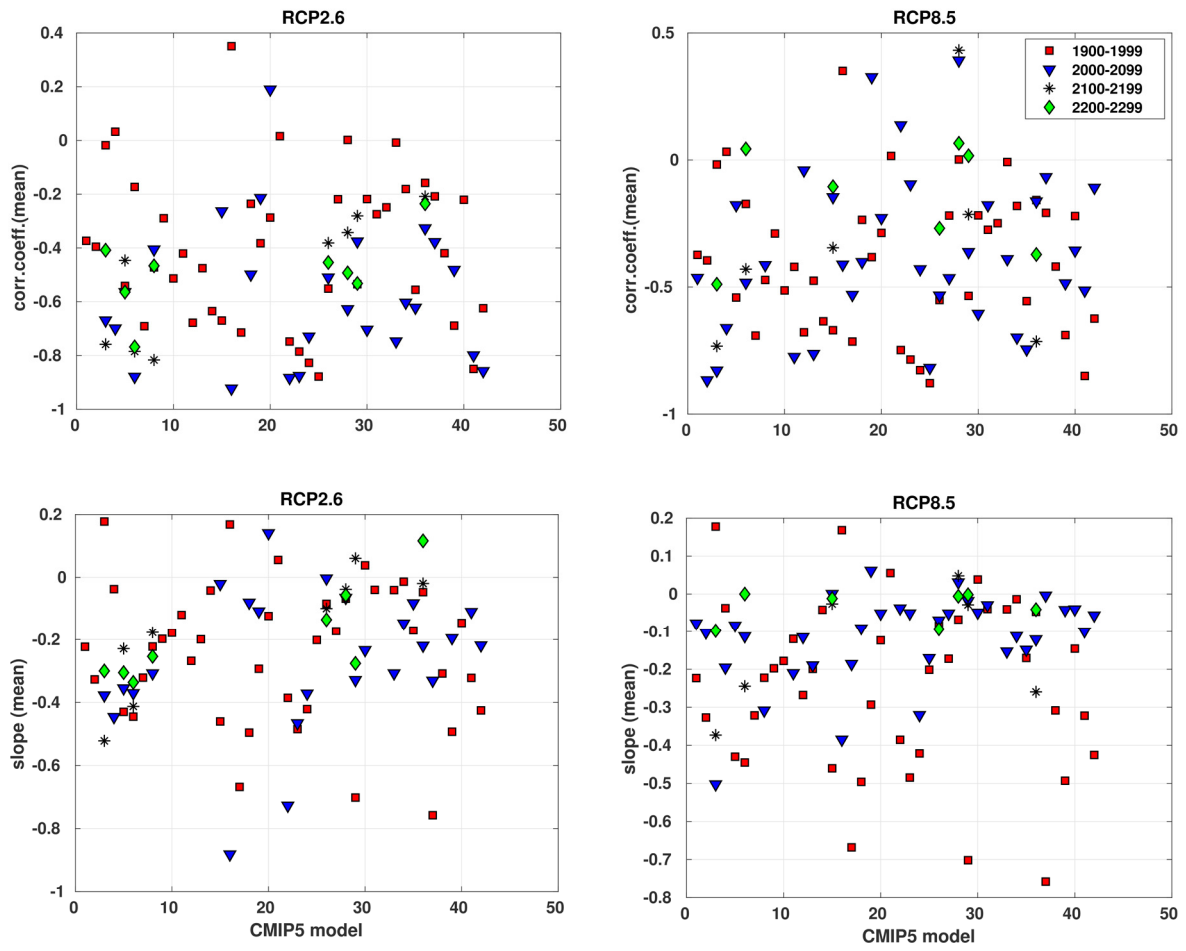 RCP2.6
0.4
0.2
0
-0.2
-0.4
-0.6
-0.8
-1
corr.coeff.(mean)
0 10 20 30 40 50
RCP8.5
0.5
0
-0.5
-1
corr.coeff.(mean)
0 10 20 30 40 50
1900-1999
2000-2099
2100-2199
2200-2299
RCP2.6
0.2
0
-0.2
-0.4
-0.6
-0.8
-1
slope (mean)
0 10 20 30 40 50
CMIP5 model
RCP8.5
0.2
0.1
0
-0.1
-0.2
-0.3
-0.4
-0.5
-0.6
-0.7
-0.8
slope (mean)
0 10 20 30 40 50
CMIP5 model